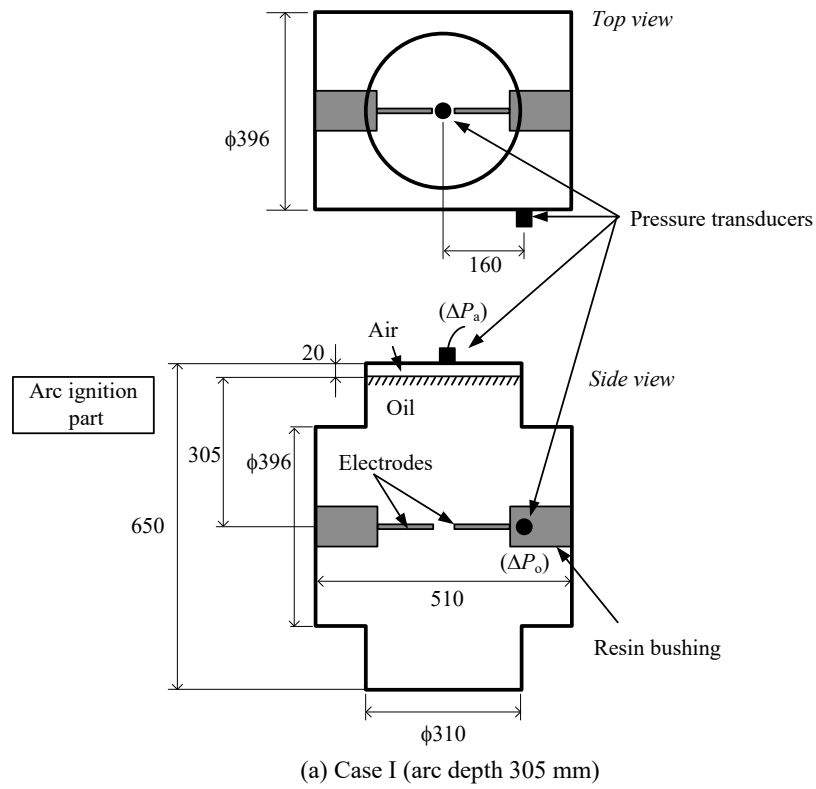 Top view
ϕ396
Pressure transducers
160
(ΔPa)
Air
20
Side view
Arc ignition
part
Oil
305
ϕ396
Electrodes
650
(ΔPo)
510
Resin bushing
ϕ310
(a) Case I (arc depth 305 mm)